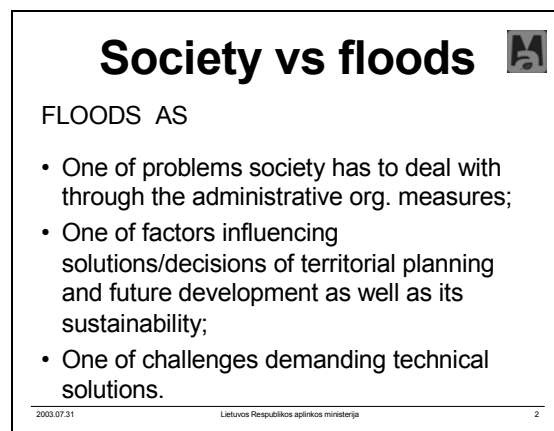 Society vs floods
FLOODS AS
• One of problems society has to deal with
through the administrative org. measures;
• One of factors influencing
solutions/decisions of territorial planning
and future development as well as its
sustainability;
• One of challenges demanding technical
solutions.
2003.07.31 Lietuvos Respublikos aplinkos ministerija 2